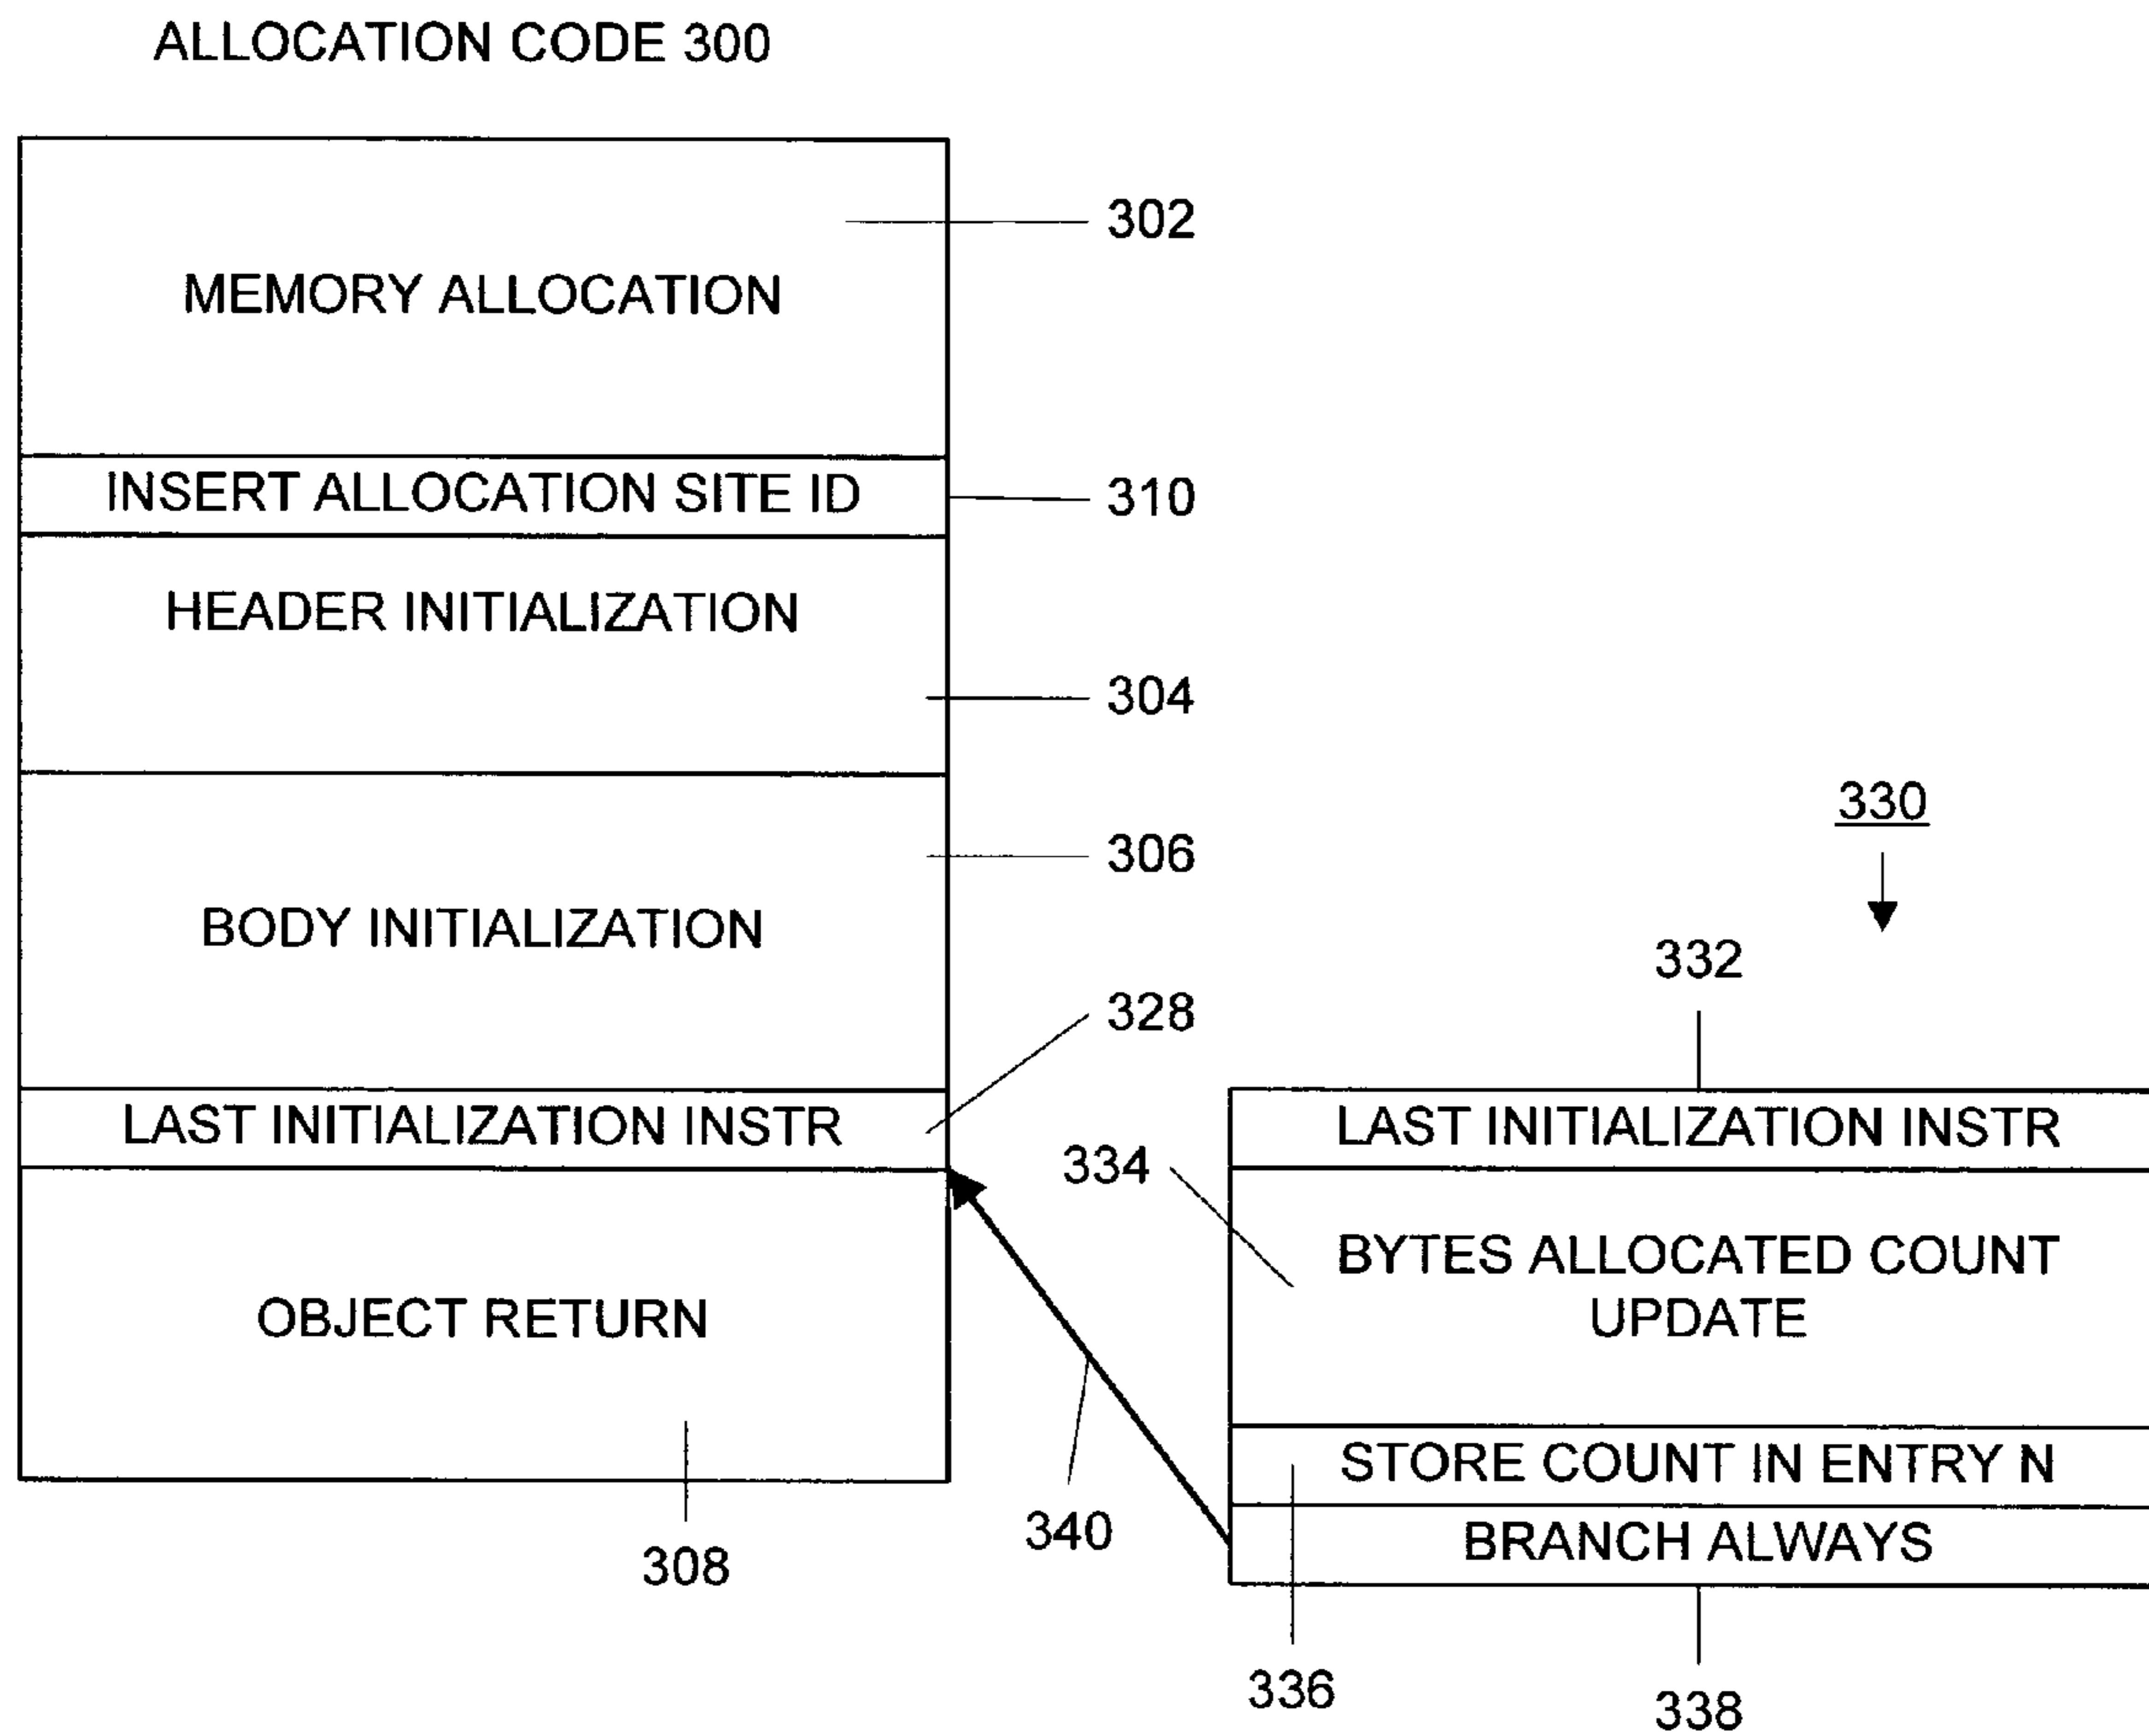 ALLOCATION CODE 300
302
MEMORY ALLOCATION
INSERT ALLOCATION SITE ID
310
HEADER INITIALIZATION
304
330
306
BODY INITIALIZATION
332
328
LAST INITIALIZATION INSTR
LAST INITIALIZATION INSTR
334
BYTES ALLOCATED COUNT
UPDATE
OBJECT RETURN
STORE COUNT IN ENTRY N
340
BRANCH ALWAYS
308
336
338